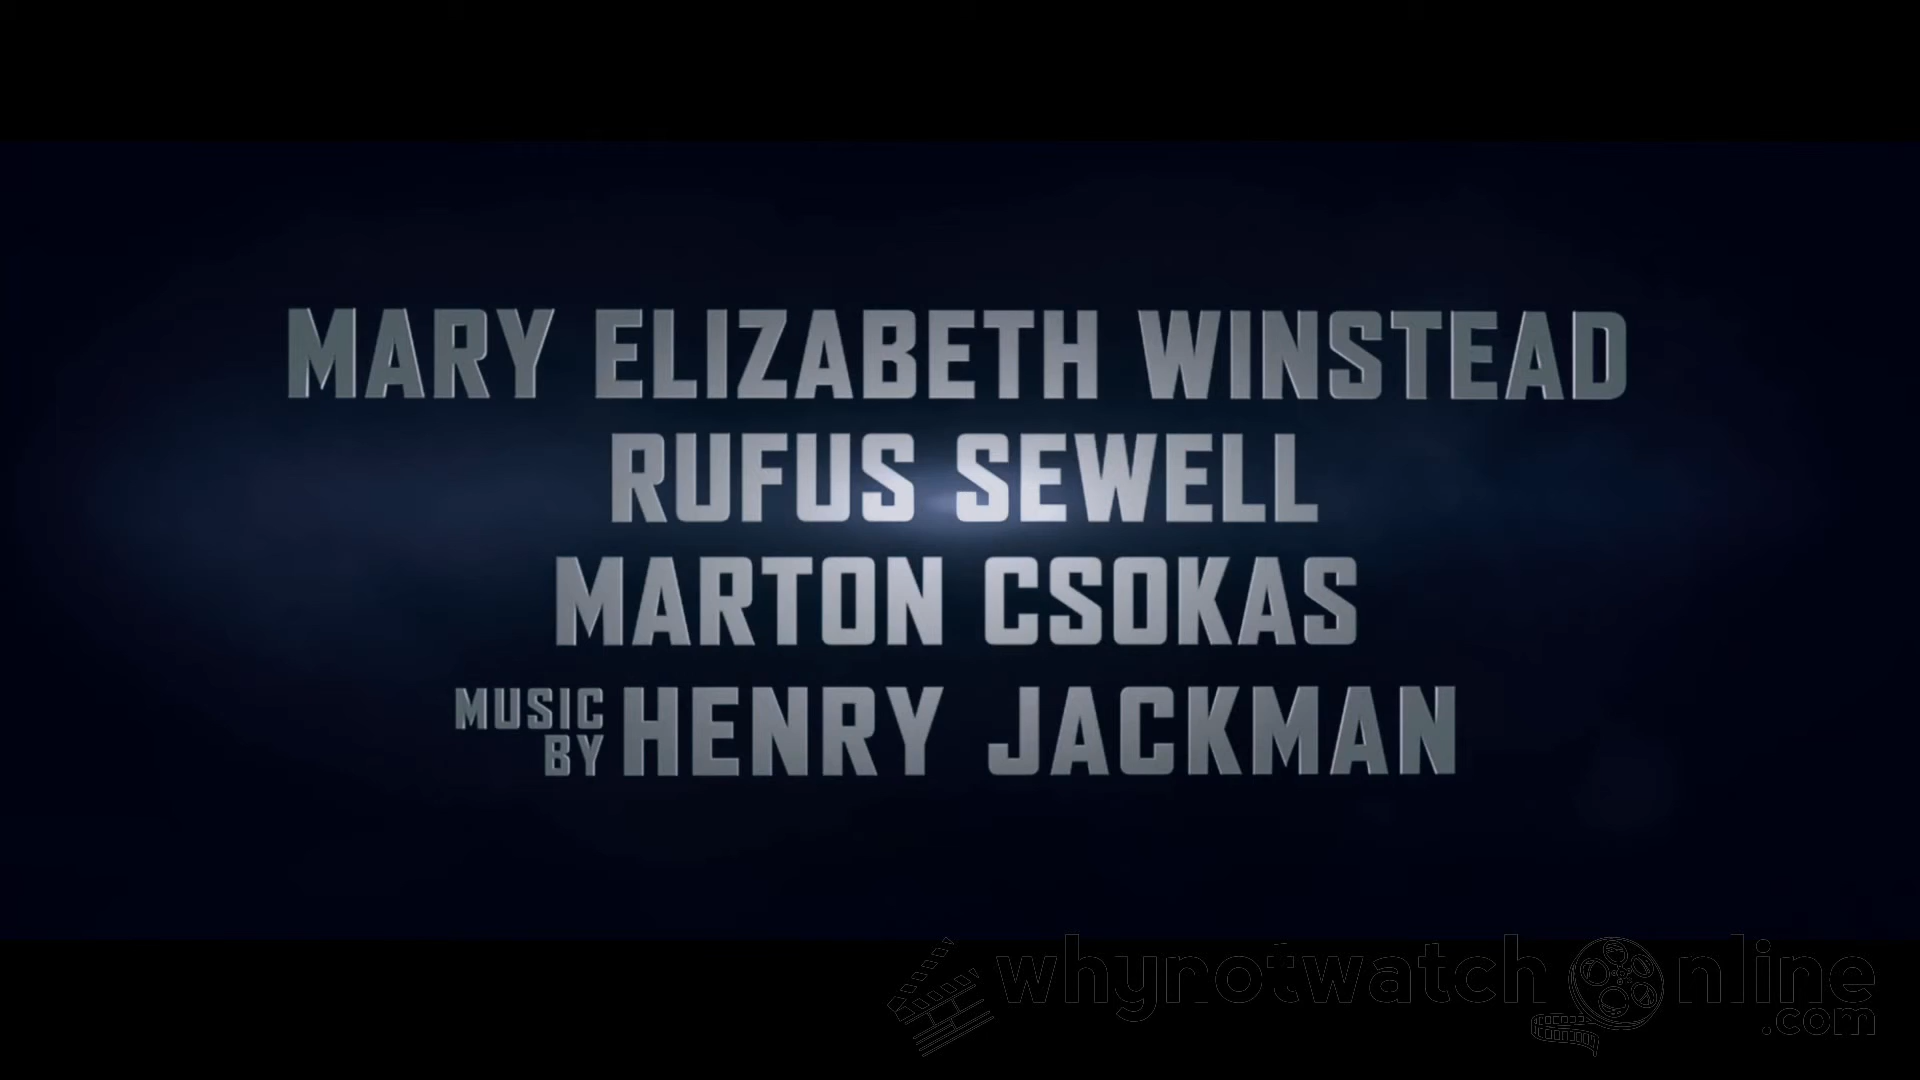 MARY ELIZABETH WINSTEAD
RUFUS SEWELL
MARTON CSOKAS
MUSIC BY HENRY JACKMAN
whynotwatchonline
.com